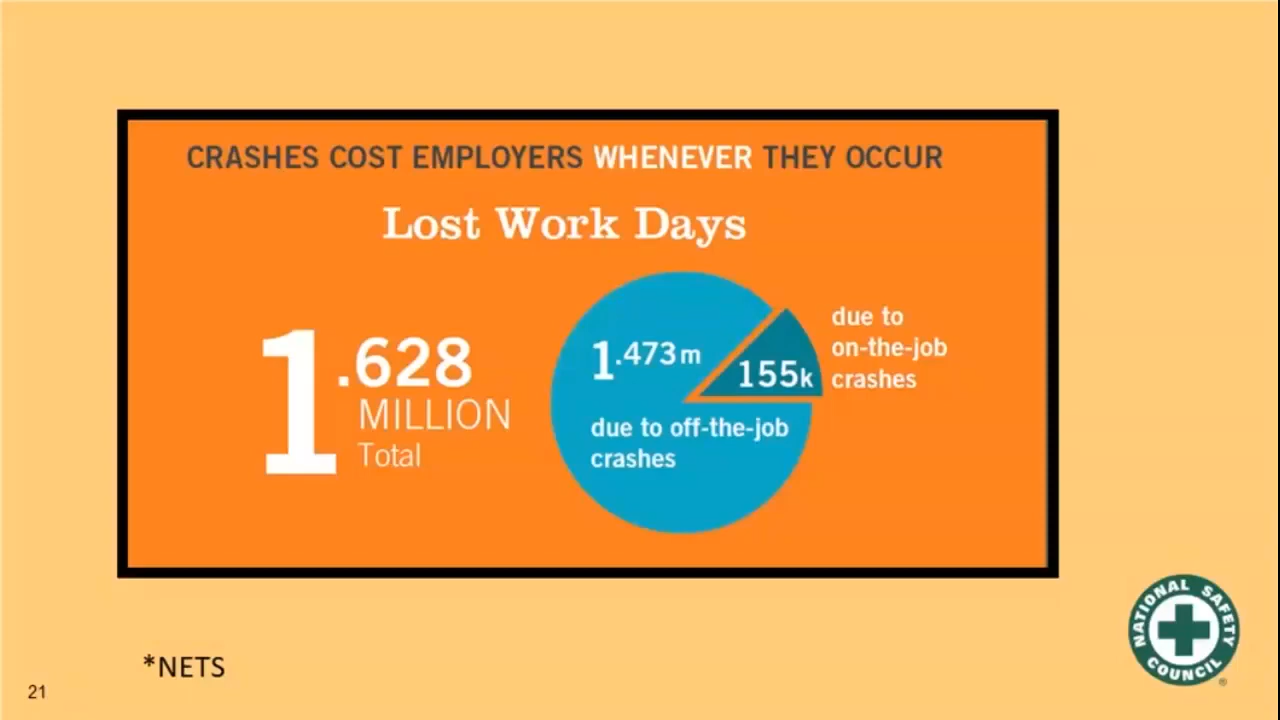 CRASHES COST EMPLOYERS WHENEVER THEY OCCUR
Lost Work Days
1.628
MILLION
Total
1.473m
due to off-the-job
crashes
155k
due to
on-the-job
crashes
NATIONAL SAFETY
COUNCIL
®
*NETS
21